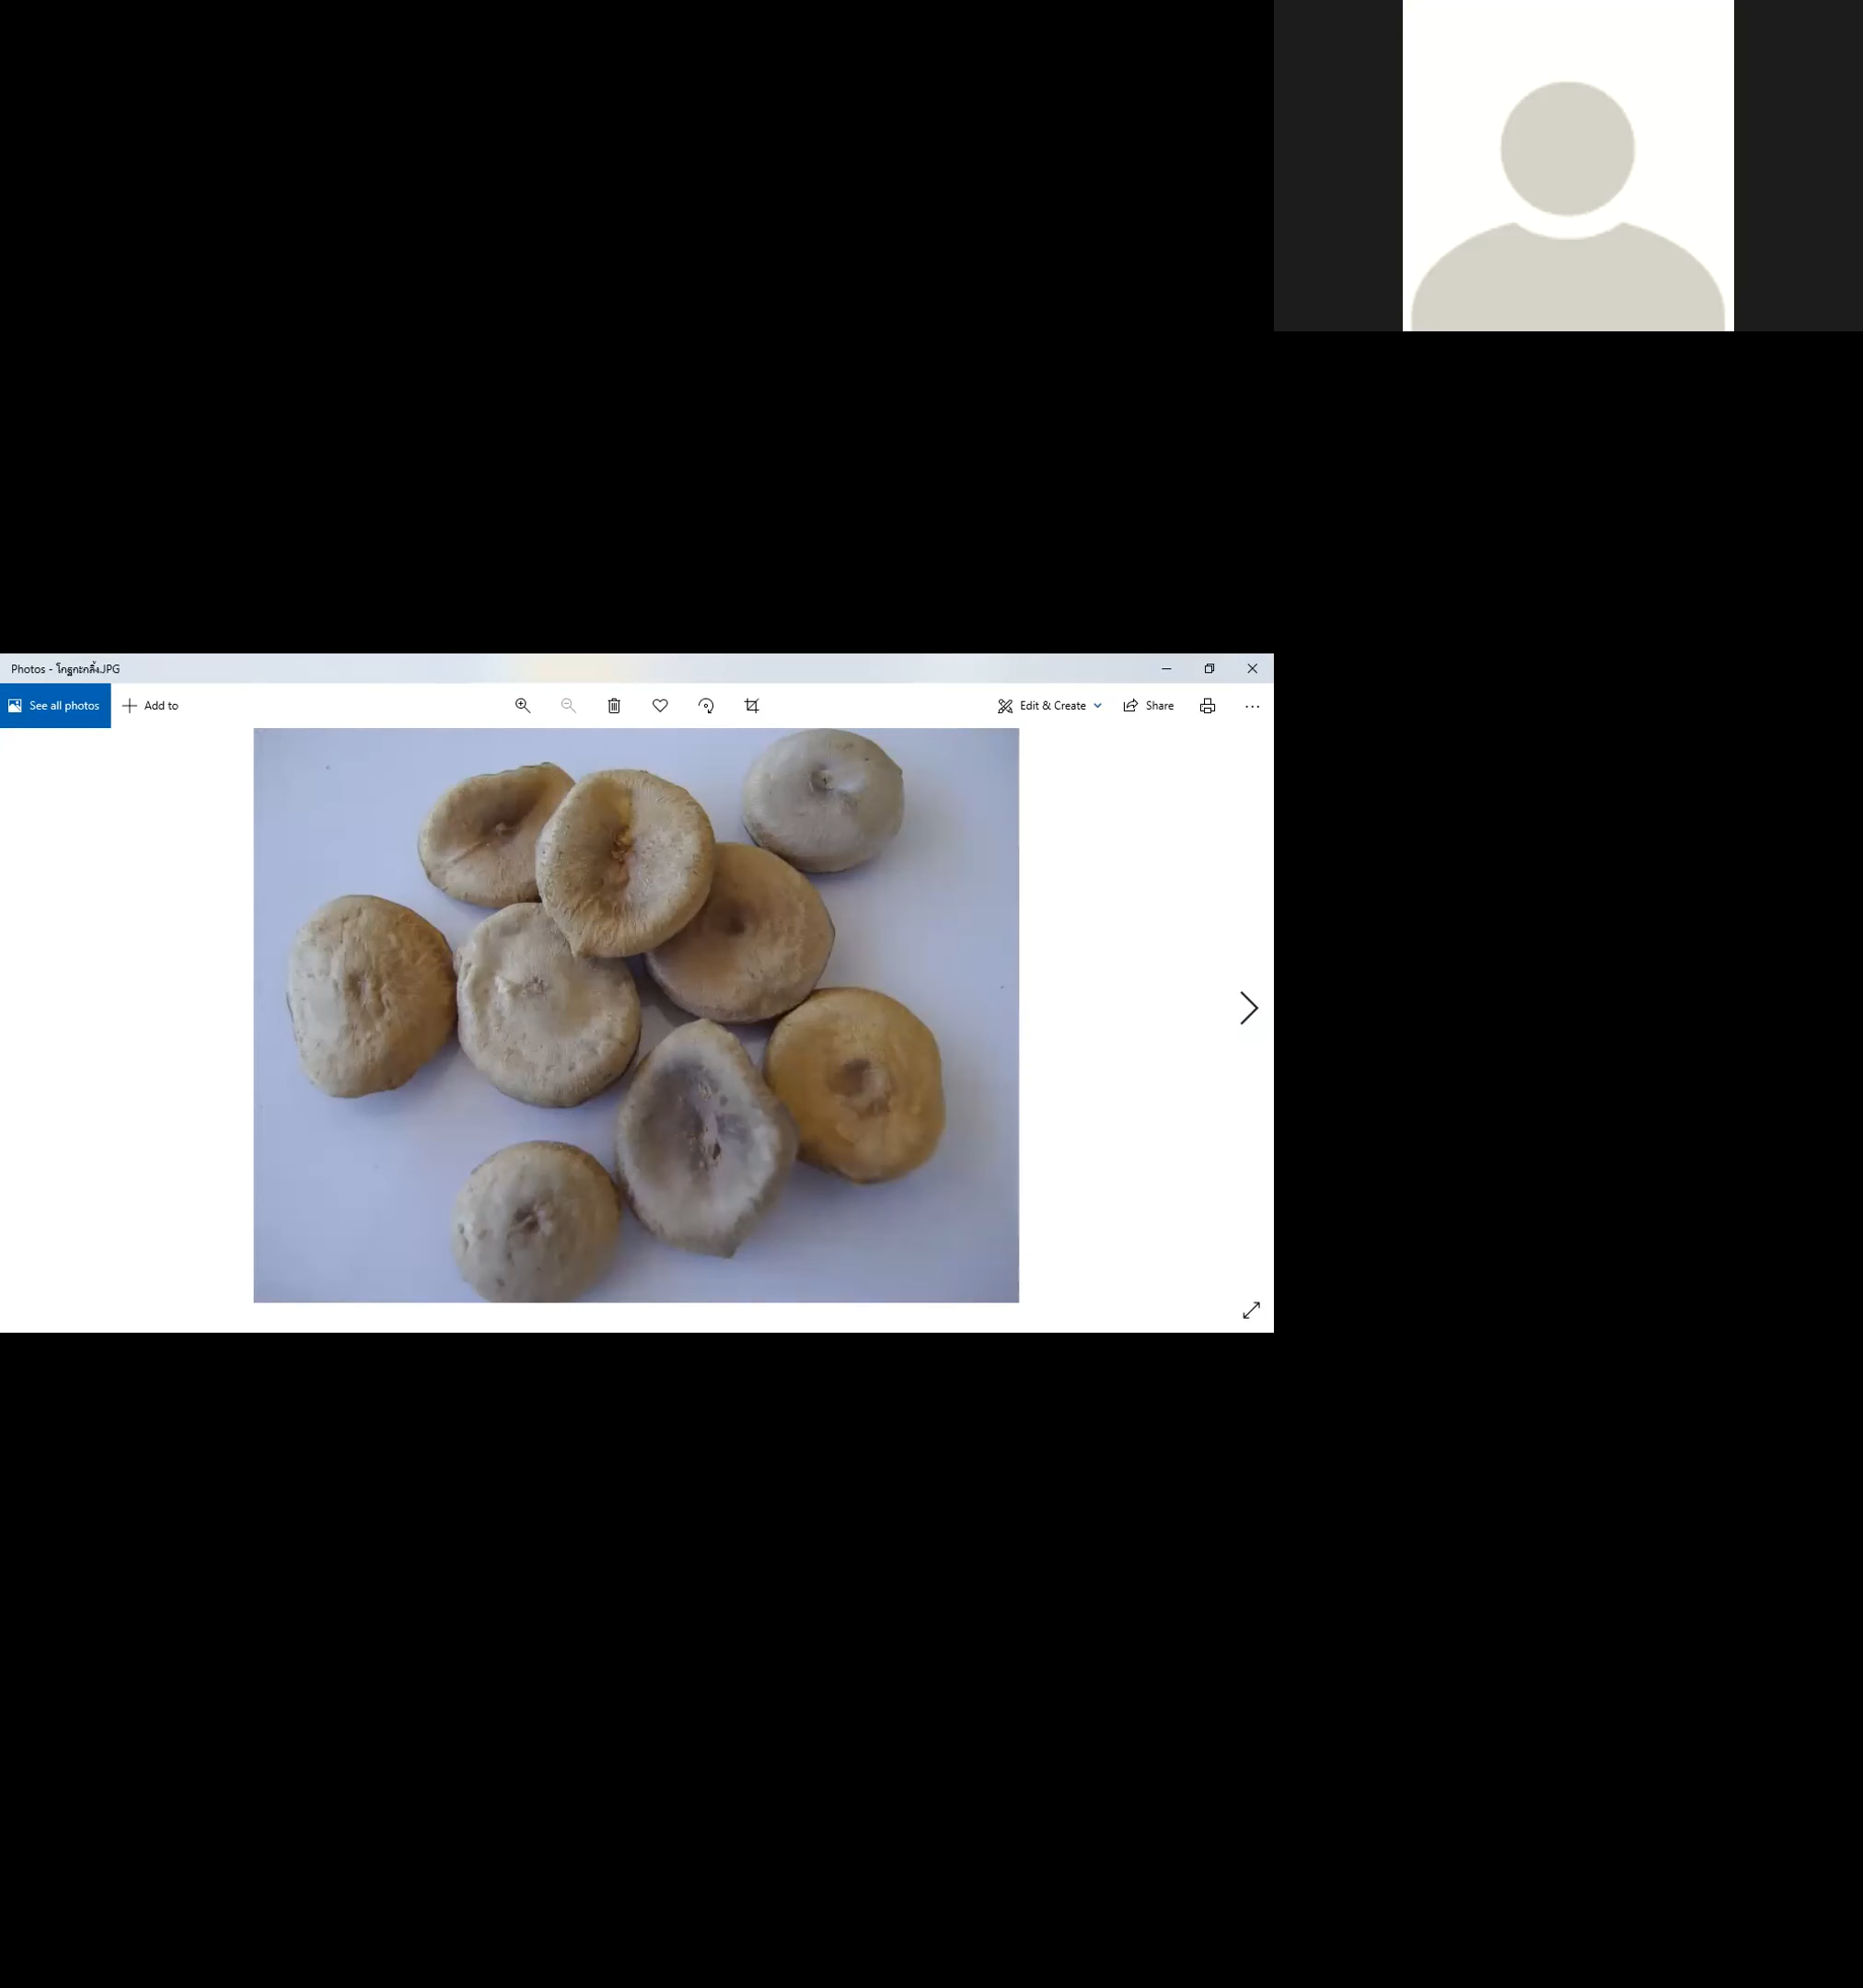 Photos - โกฐกะกลิ้ง.JPG
See all photos
Add to
Edit & Create
Share